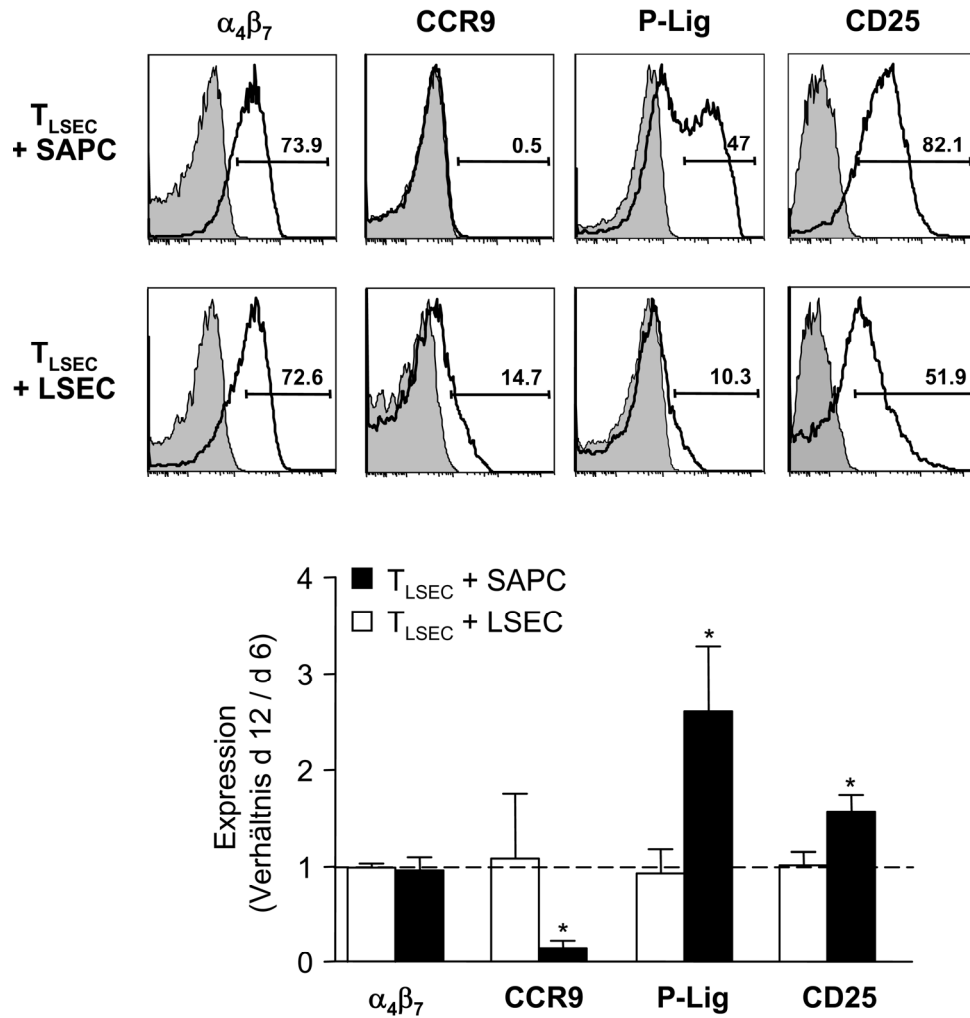 α4β7 CCR9 P-Lig CD25
TLSEC
+ SAPC
73.9 0.5 47 82.1
TLSEC
+ LSEC
72.6 14.7 10.3 51.9
TLSEC + SAPC
TLSEC + LSEC
Expression
(Verhältnis d 12 / d 6)
4
3
2
1
0
*
*
*
α4β7 CCR9 P-Lig CD25